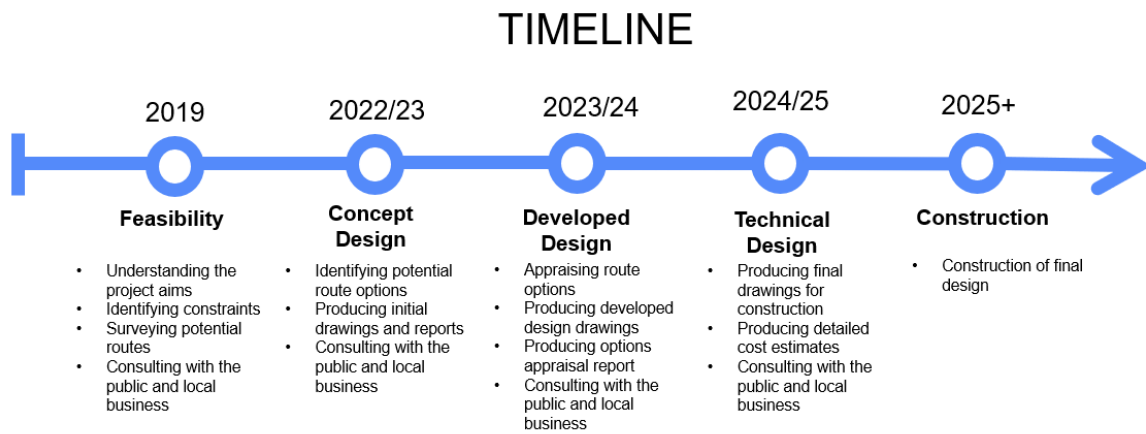 TIMELINE
2019
2022/23
2023/24
2024/25
2025+
Feasibility
• Understanding the
project aims
• Identifying constraints
• Surveying potential
routes
• Consulting with the
public and local
business
Concept
Design
• Identifying potential
route options
• Producing initial
drawings and reports
• Consulting with the
public and local
business
Developed
Design
• Appraising route
options
• Producing developed
design drawings
• Producing options
appraisal report
• Consulting with the
public and local
business
Technical
Design
• Producing final
drawings for
construction
• Producing detailed
cost estimates
• Consulting with the
public and local
business
Construction
• Construction of final
design